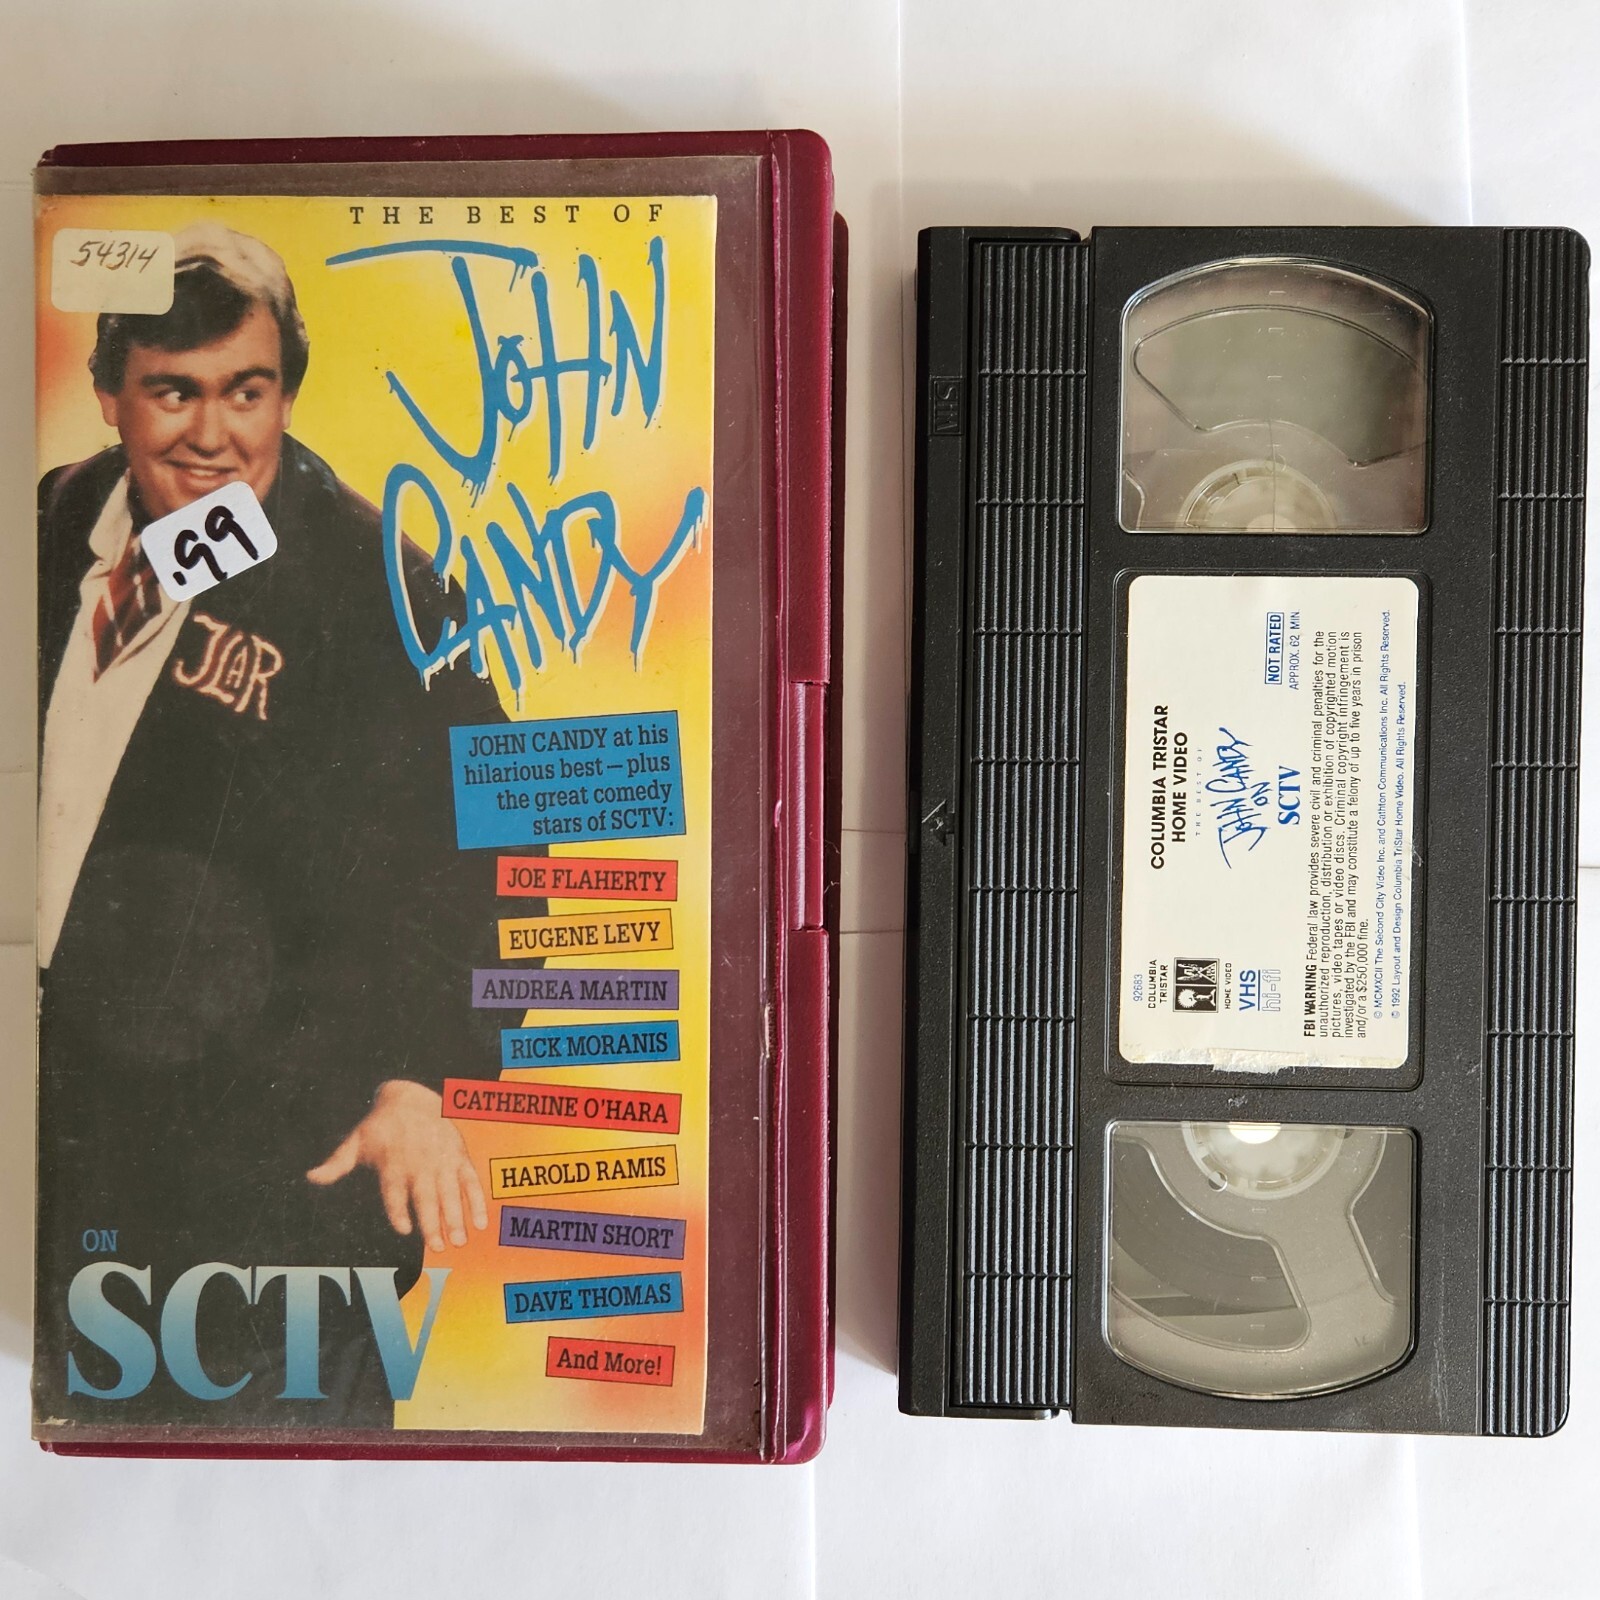 54314
THE BEST OF
JOHN
CANDY
.99
JLAR
JOHN CANDY at his
hilarious best – plus
the great comedy
stars of SCTV:
JOE FLAHERTY
EUGENE LEVY
ANDREA MARTIN
RICK MORANIS
CATHERINE O'HARA
HAROLD RAMIS
MARTIN SHORT
DAVE THOMAS
And More!
ON
SCTV
VHS
92683
COLUMBIA
TRISTAR
HOME VIDEO
VHS
hi-fi
COLUMBIA TRISTAR
HOME VIDEO
THE BEST OF
JOHN CANDY
ON
SCTV
NOT RATED
APPROX. 62 MIN
FBI WARNING Federal law provides severe civil and criminal penalties for the
unauthorized reproduction, distribution or exhibition of copyrighted motion
pictures, video tapes or video discs. Criminal copyright infringement is
investigated by the FBI and may constitute a felony of up to five years in prison
and/or a $250,000 fine.
© MCMXCII The Second City Video Inc. and Cathton Communications Inc. All Rights Reserved.
© 1992 Layout and Design Columbia TriStar Home Video. All Rights Reserved.